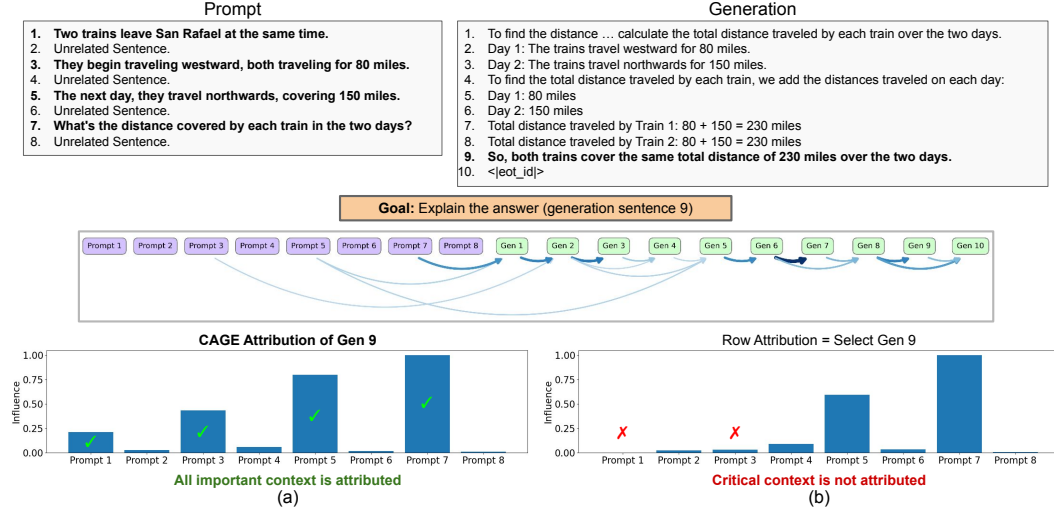 Prompt
1. Two trains leave San Rafael at the same time.
2. Unrelated Sentence.
3. They begin traveling westward, both traveling for 80 miles.
4. Unrelated Sentence.
5. The next day, they travel northwards, covering 150 miles.
6. Unrelated Sentence.
7. What's the distance covered by each train in the two days?
8. Unrelated Sentence.
Generation
1. To find the distance … calculate the total distance traveled by each train over the two days.
2. Day 1: The trains travel westward for 80 miles.
3. Day 2: The trains travel northwards for 150 miles.
4. To find the total distance traveled by each train, we add the distances traveled on each day:
5. Day 1: 80 miles
6. Day 2: 150 miles
7. Total distance traveled by Train 1: 80 + 150 = 230 miles
8. Total distance traveled by Train 2: 80 + 150 = 230 miles
9. So, both trains cover the same total distance of 230 miles over the two days.
10. <|eot_id|>
Goal: Explain the answer (generation sentence 9)
Prompt 1 Prompt 2 Prompt 3 Prompt 4 Prompt 5 Prompt 6 Prompt 7 Prompt 8 Gen 1 Gen 2 Gen 3 Gen 4 Gen 5 Gen 6 Gen 7 Gen 8 Gen 9 Gen 10
CAGE Attribution of Gen 9
Influence
1.00
0.75
0.50
0.25
0.00
Prompt 1 Prompt 2 Prompt 3 Prompt 4 Prompt 5 Prompt 6 Prompt 7 Prompt 8
All important context is attributed
(a)
Row Attribution = Select Gen 9
Influence
1.00
0.75
0.50
0.25
0.00
Prompt 1 Prompt 2 Prompt 3 Prompt 4 Prompt 5 Prompt 6 Prompt 7 Prompt 8
Critical context is not attributed
(b)